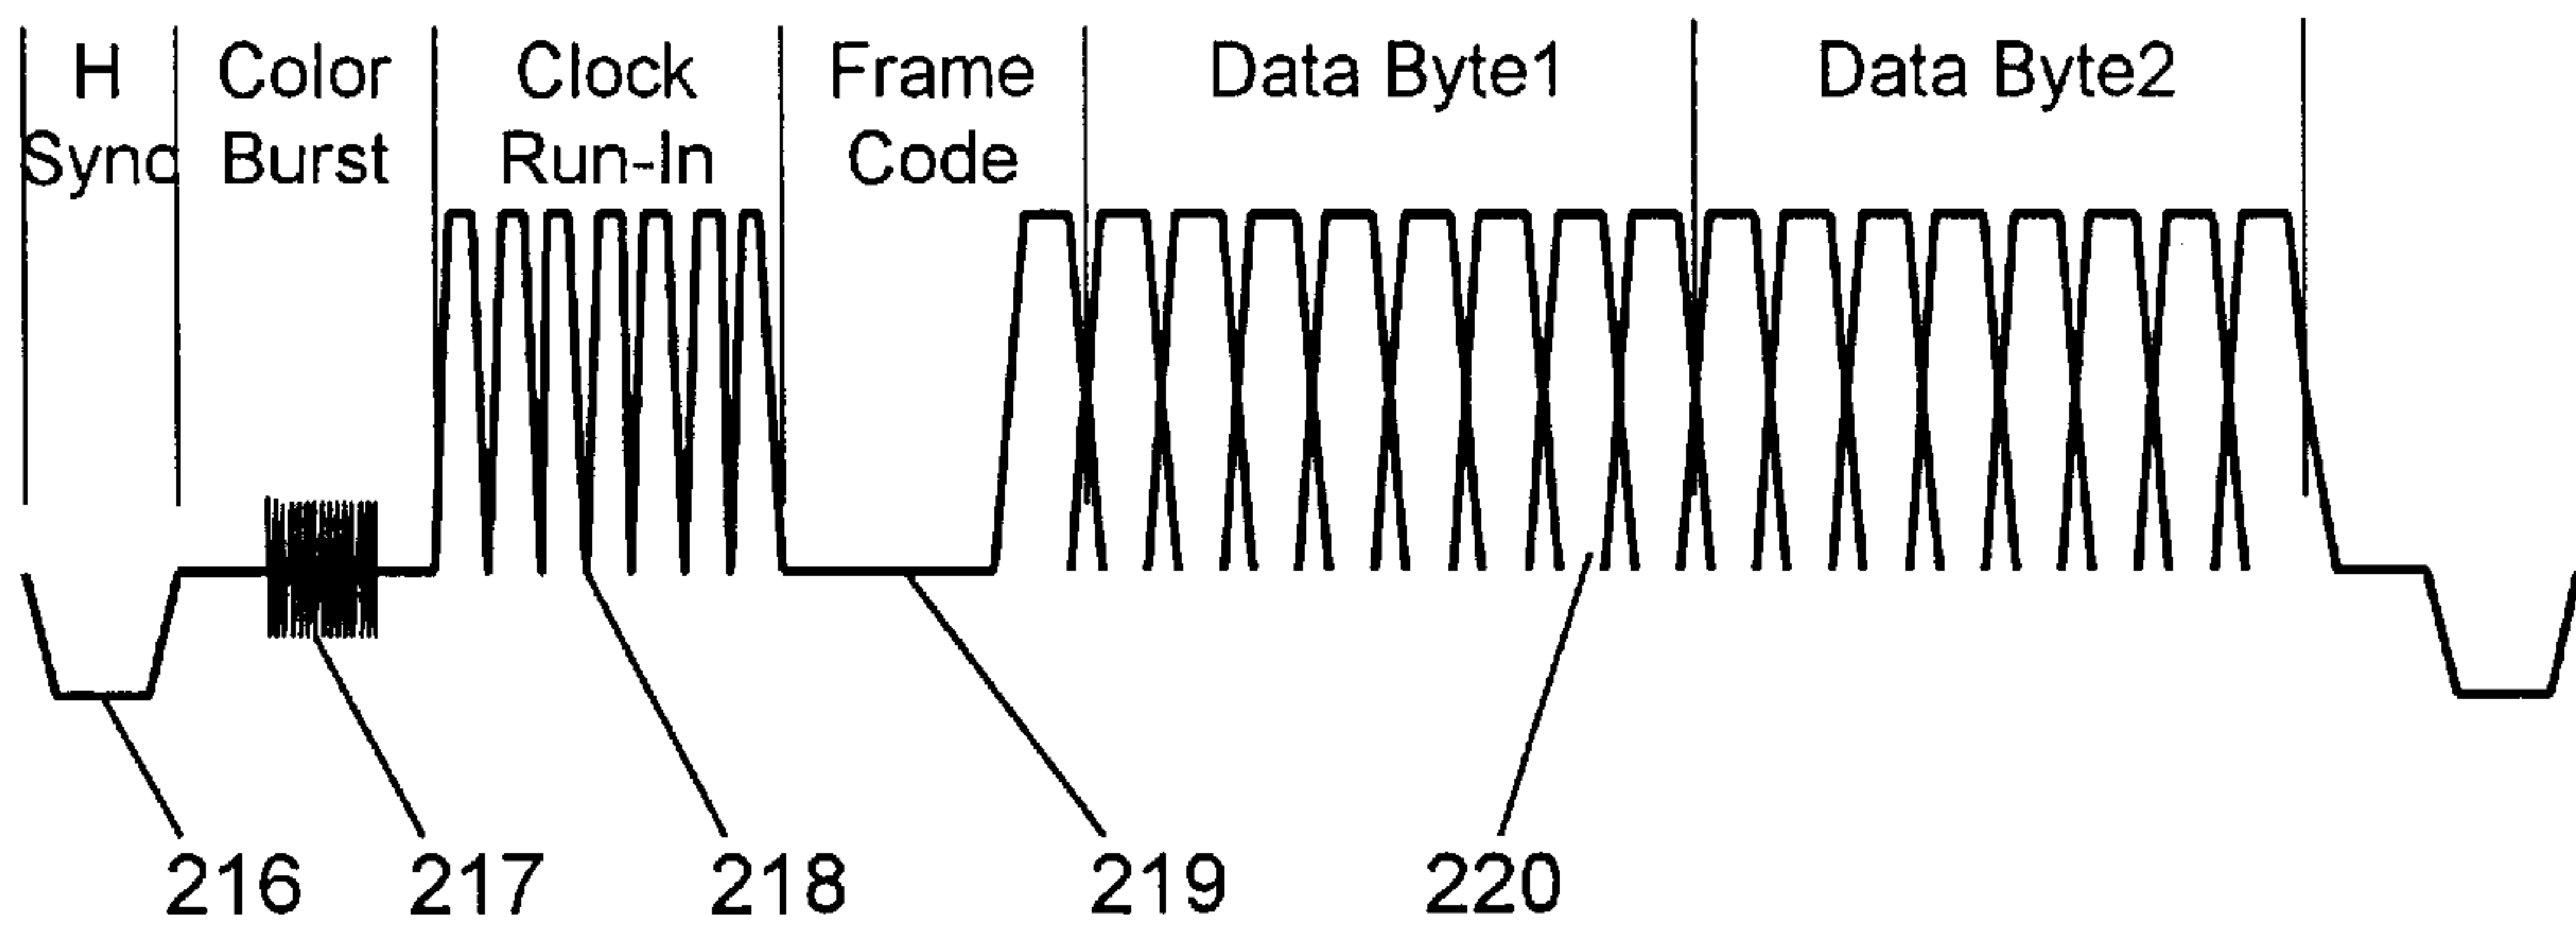 H Color Clock Frame Data Byte1 Data Byte2
Sync Burst Run-In Code
216 217 218 219 220